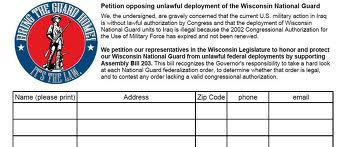 BRING THE GUARD HOME!
IT'S THE LAW.
Petition opposing unlawful deployment of the Wisconsin National Guard
We, the undersigned, are gravely concerned that the current U.S. military action in Iraq
is without lawful authorization by Congress and that the deployment of Wisconsin
National Guard units to Iraq is illegal because the 2002 Congressional Authorization for
the Use of Military Force has expired and not been renewed.
We petition our representatives in the Wisconsin Legislature to honor and protect
our Wisconsin National Guard from unlawful federal deployments by supporting
Assembly Bill 203. This bill recognizes the Governor's responsibility to take a hard look
at each National Guard federalization order, to determine whether that order is legal,
and to contest any order lacking a valid congressional authorization.
Name (please print) Address Zip Code phone email